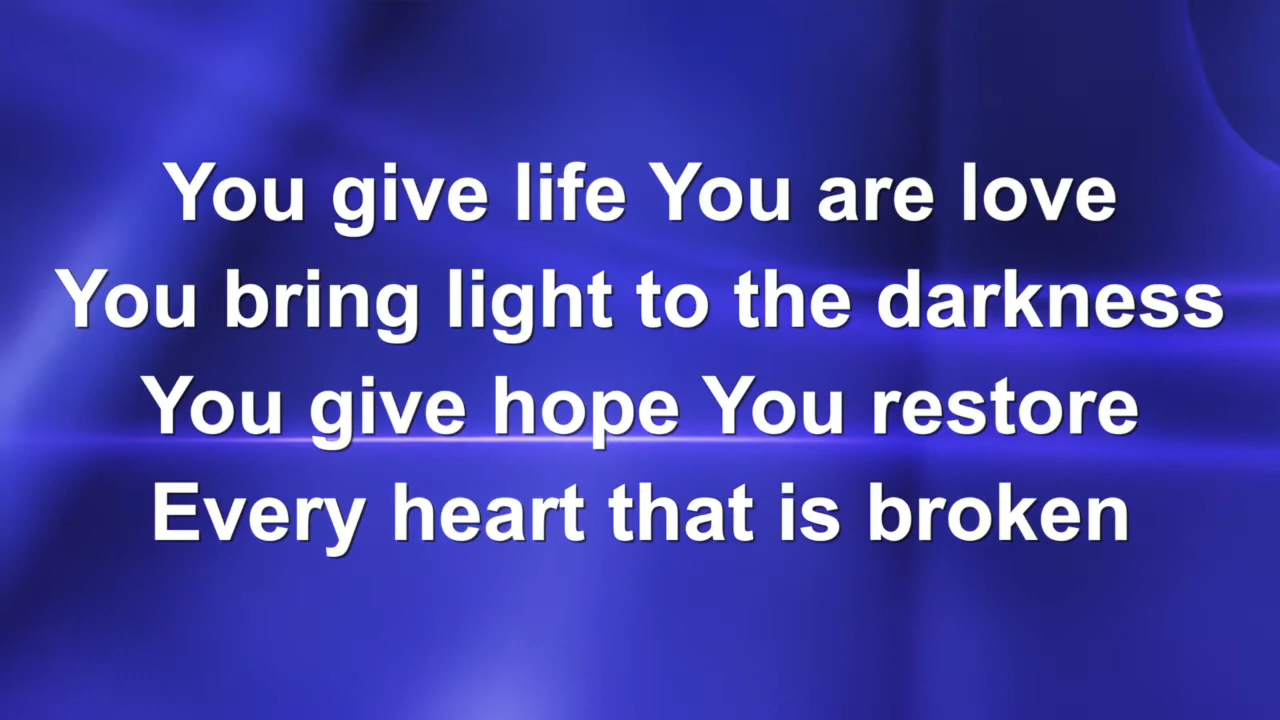 You give life You are love
You bring light to the darkness
You give hope You restore
Every heart that is broken